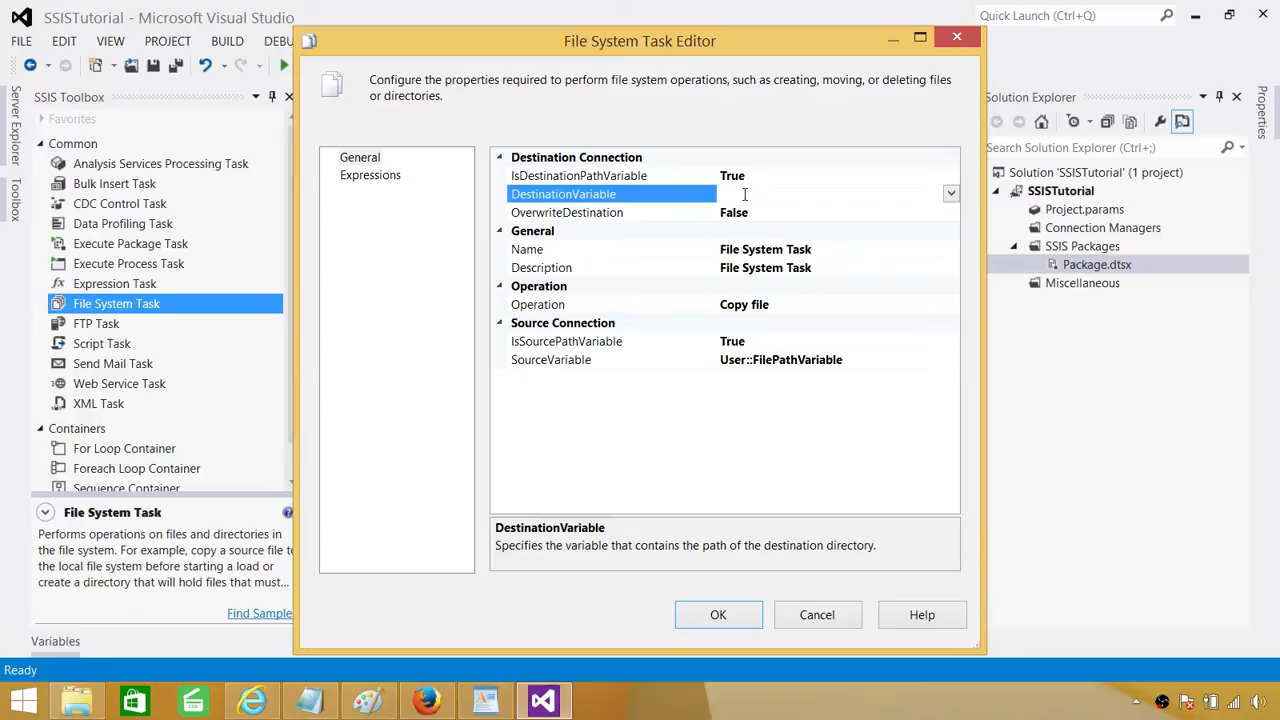 SSISTutorial - Microsoft Visual Studio
Quick Launch (Ctrl+Q)
FILE EDIT VIEW PROJECT BUILD DEBU
File System Task Editor
SSIS Toolbox
Favorites
Common
Analysis Services Processing Task
Bulk Insert Task
CDC Control Task
Data Profiling Task
Execute Package Task
Execute Process Task
Expression Task
File System Task
FTP Task
Script Task
Send Mail Task
Web Service Task
XML Task
Containers
For Loop Container
Foreach Loop Container
Sequence Container
File System Task
Performs operations on files and directories in
the file system. For example, copy a source file to
the local file system before starting a load or
create a directory that will hold files that must...
Find Sample
Variables
Ready
Server Explorer
Toolbox
Configure the properties required to perform file system operations, such as creating, moving, or deleting files
or directories.
General
Expressions
Destination Connection
IsDestinationPathVariable True
DestinationVariable
OverwriteDestination False
General
Name File System Task
Description File System Task
Operation
Operation Copy file
Source Connection
IsSourcePathVariable True
SourceVariable User::FilePathVariable
DestinationVariable
Specifies the variable that contains the path of the destination directory.
OK Cancel Help
Solution Explorer
Search Solution Explorer (Ctrl+;)
Solution 'SSISTutorial' (1 project)
SSISTutorial
Project.params
Connection Managers
SSIS Packages
Package.dtsx
Miscellaneous
Properties